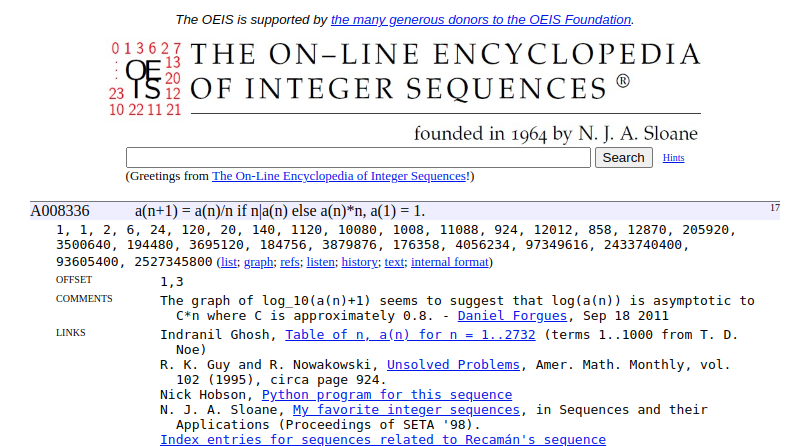 The OEIS is supported by the many generous donors to the OEIS Foundation.
0 1 3 6 2 7
: 13
: OE 20
23 IS 12
10 22 11 21
THE ON-LINE ENCYCLOPEDIA
OF INTEGER SEQUENCES ®
founded in 1964 by N. J. A. Sloane
Search Hints
(Greetings from The On-Line Encyclopedia of Integer Sequences!)
A008336 a(n+1) = a(n)/n if n|a(n) else a(n)*n, a(1) = 1. 17
1, 1, 2, 6, 24, 120, 20, 140, 1120, 10080, 1008, 11088, 924, 12012, 858, 12870, 205920,
3500640, 194480, 3695120, 184756, 3879876, 176358, 4056234, 97349616, 2433740400,
93605400, 2527345800 (list; graph; refs; listen; history; text; internal format)
OFFSET 1,3
COMMENTS The graph of log_10(a(n)+1) seems to suggest that log(a(n)) is asymptotic to
C*n where C is approximately 0.8. - Daniel Forgues, Sep 18 2011
LINKS Indranil Ghosh, Table of n, a(n) for n = 1..2732 (terms 1..1000 from T. D.
Noe)
R. K. Guy and R. Nowakowski, Unsolved Problems, Amer. Math. Monthly, vol.
102 (1995), circa page 924.
Nick Hobson, Python program for this sequence
N. J. A. Sloane, My favorite integer sequences, in Sequences and their
Applications (Proceedings of SETA '98).
Index entries for sequences related to Recamán's sequence